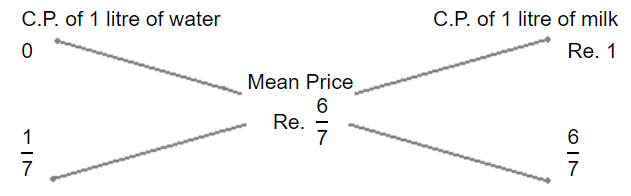 C.P. of 1 litre of water C.P. of 1 litre of milk
0 Re. 1
Mean Price
Re. 6/7
1/7 6/7